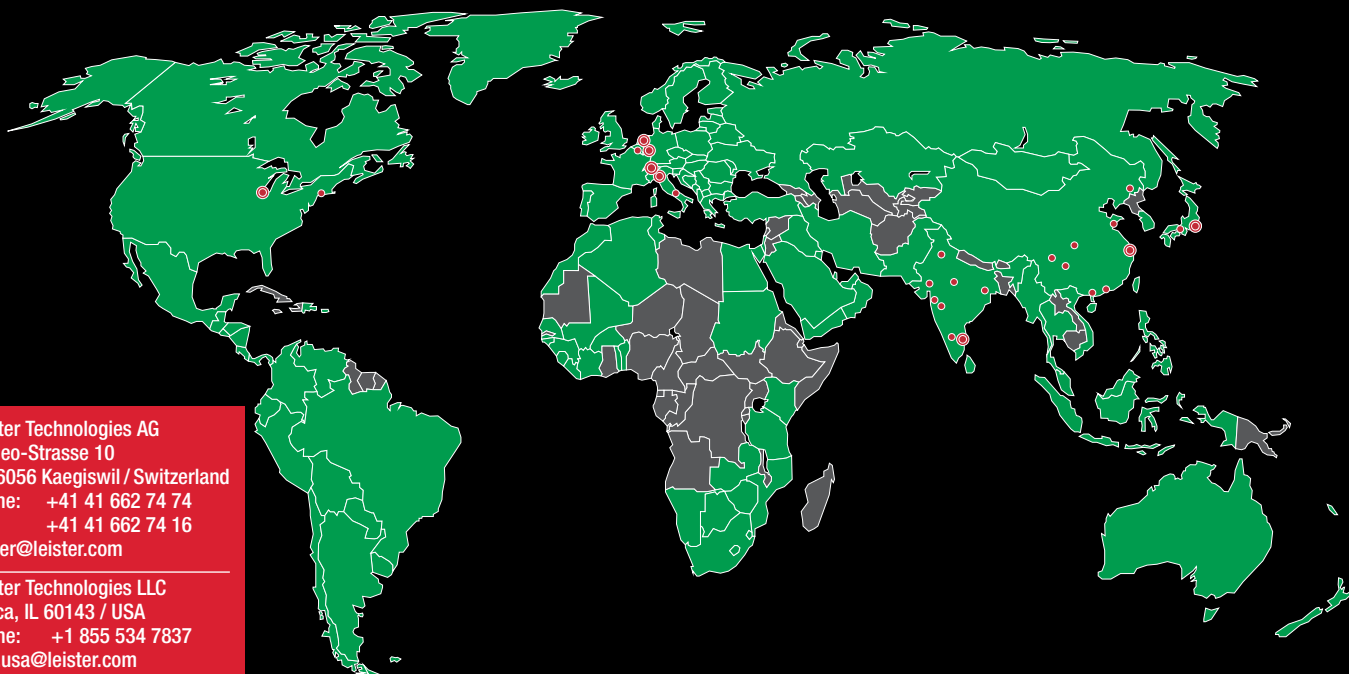 ter Technologies AG
eo-Strasse 10
6056 Kaegiswil / Switzerland
ne: +41 41 662 74 74
+41 41 662 74 16
er@leister.com
ter Technologies LLC
ca, IL 60143 / USA
ne: +1 855 534 7837
usa@leister.com